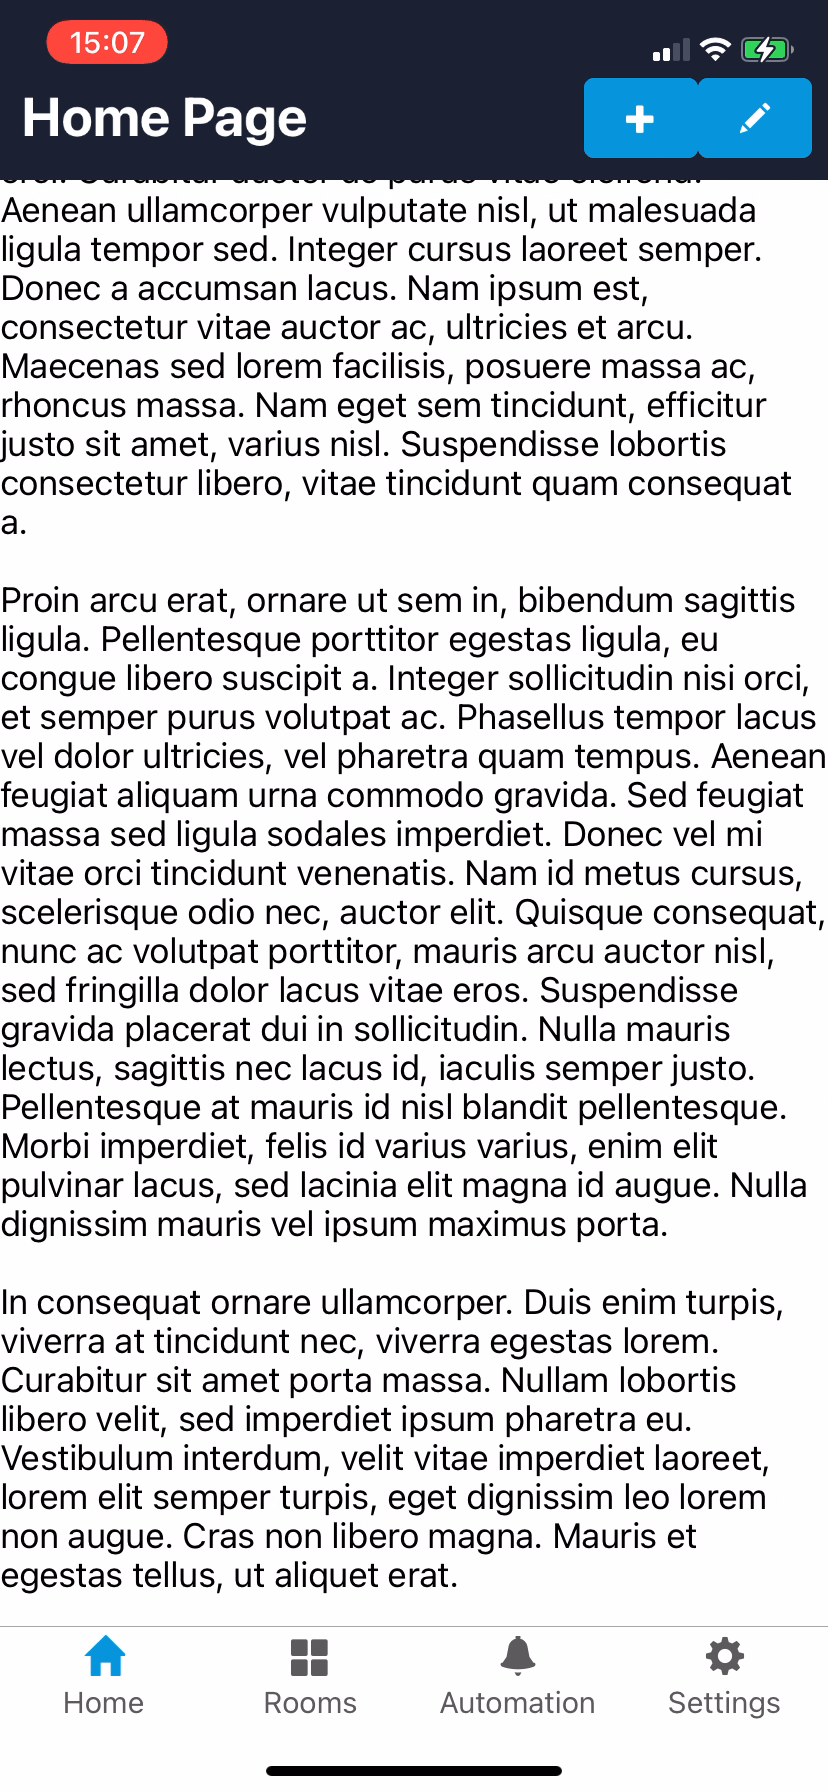 15:07
Home Page
Aenean ullamcorper vulputate nisl, ut malesuada
ligula tempor sed. Integer cursus laoreet semper.
Donec a accumsan lacus. Nam ipsum est,
consectetur vitae auctor ac, ultricies et arcu.
Maecenas sed lorem facilisis, posuere massa ac,
rhoncus massa. Nam eget sem tincidunt, efficitur
justo sit amet, varius nisl. Suspendisse lobortis
consectetur libero, vitae tincidunt quam consequat
a.
Proin arcu erat, ornare ut sem in, bibendum sagittis
ligula. Pellentesque porttitor egestas ligula, eu
congue libero suscipit a. Integer sollicitudin nisi orci,
et semper purus volutpat ac. Phasellus tempor lacus
vel dolor ultricies, vel pharetra quam tempus. Aenean
feugiat aliquam urna commodo gravida. Sed feugiat
massa sed ligula sodales imperdiet. Donec vel mi
vitae orci tincidunt venenatis. Nam id metus cursus,
scelerisque odio nec, auctor elit. Quisque consequat,
nunc ac volutpat porttitor, mauris arcu auctor nisl,
sed fringilla dolor lacus vitae eros. Suspendisse
gravida placerat dui in sollicitudin. Nulla mauris
lectus, sagittis nec lacus id, iaculis semper justo.
Pellentesque at mauris id nisl blandit pellentesque.
Morbi imperdiet, felis id varius varius, enim elit
pulvinar lacus, sed lacinia elit magna id augue. Nulla
dignissim mauris vel ipsum maximus porta.
In consequat ornare ullamcorper. Duis enim turpis,
viverra at tincidunt nec, viverra egestas lorem.
Curabitur sit amet porta massa. Nullam lobortis
libero velit, sed imperdiet ipsum pharetra eu.
Vestibulum interdum, velit vitae imperdiet laoreet,
lorem elit semper turpis, eget dignissim leo lorem
non augue. Cras non libero magna. Mauris et
egestas tellus, ut aliquet erat.
Home
Rooms
Automation
Settings